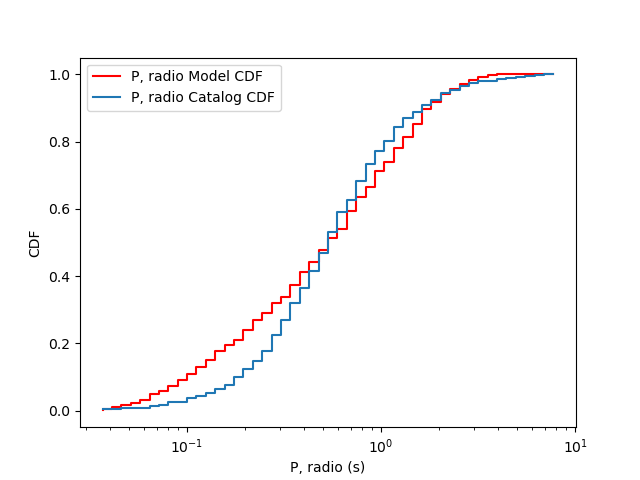 P, radio Model CDF
P, radio Catalog CDF
1.0
0.8
0.6
0.4
0.2
0.0
CDF
10⁻¹
10⁰
10¹
P, radio (s)